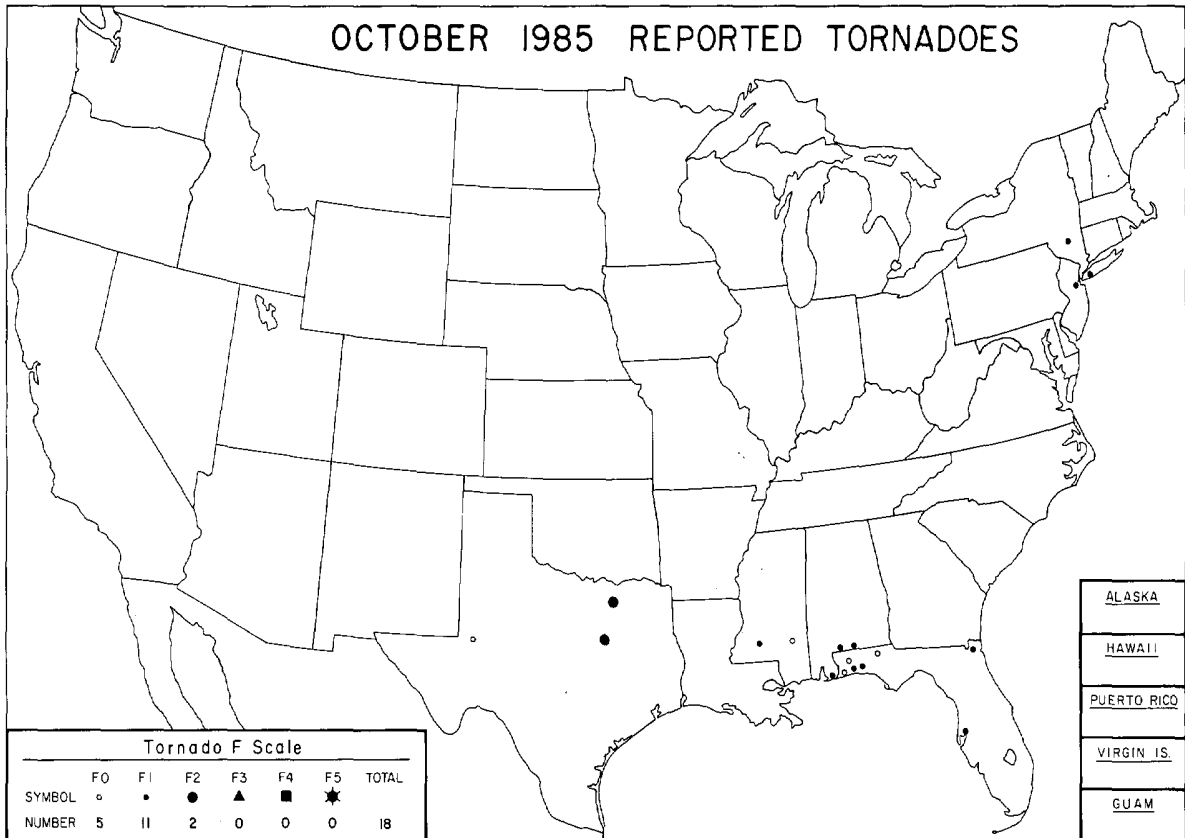 OCTOBER 1985 REPORTED TORNADOES
ALASKA
HAWAII
PUERTO RICO
VIRGIN IS.
GUAM
Tornado F Scale
F0 F1 F2 F3 F4 F5 TOTAL
SYMBOL
NUMBER 5 11 2 0 0 0 18